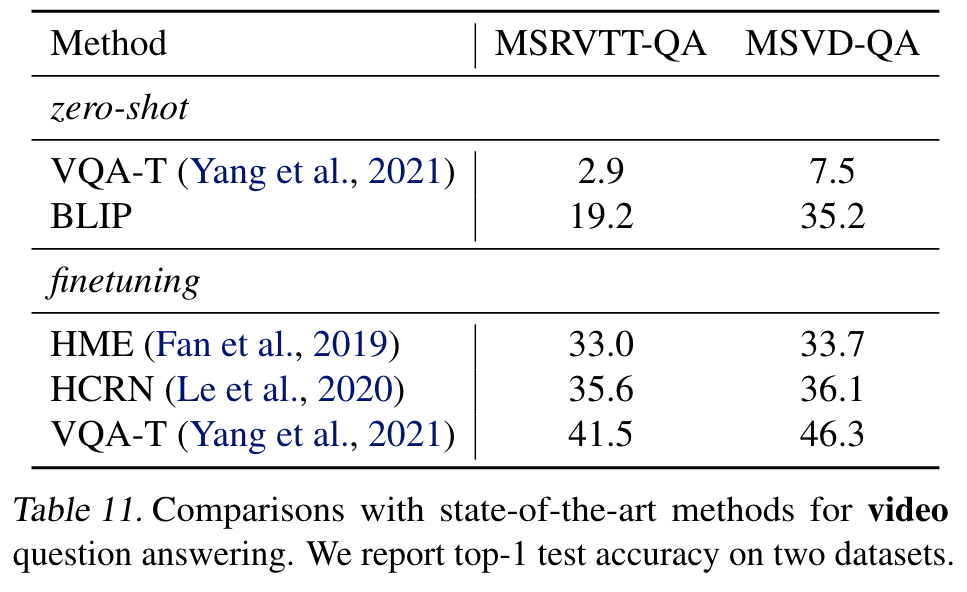 Method MSRVTT-QA MSVD-QA
zero-shot
VQA-T (Yang et al., 2021) 2.9 7.5
BLIP 19.2 35.2
finetuning
HME (Fan et al., 2019) 33.0 33.7
HCRN (Le et al., 2020) 35.6 36.1
VQA-T (Yang et al., 2021) 41.5 46.3
Table 11. Comparisons with state-of-the-art methods for video
question answering. We report top-1 test accuracy on two datasets.